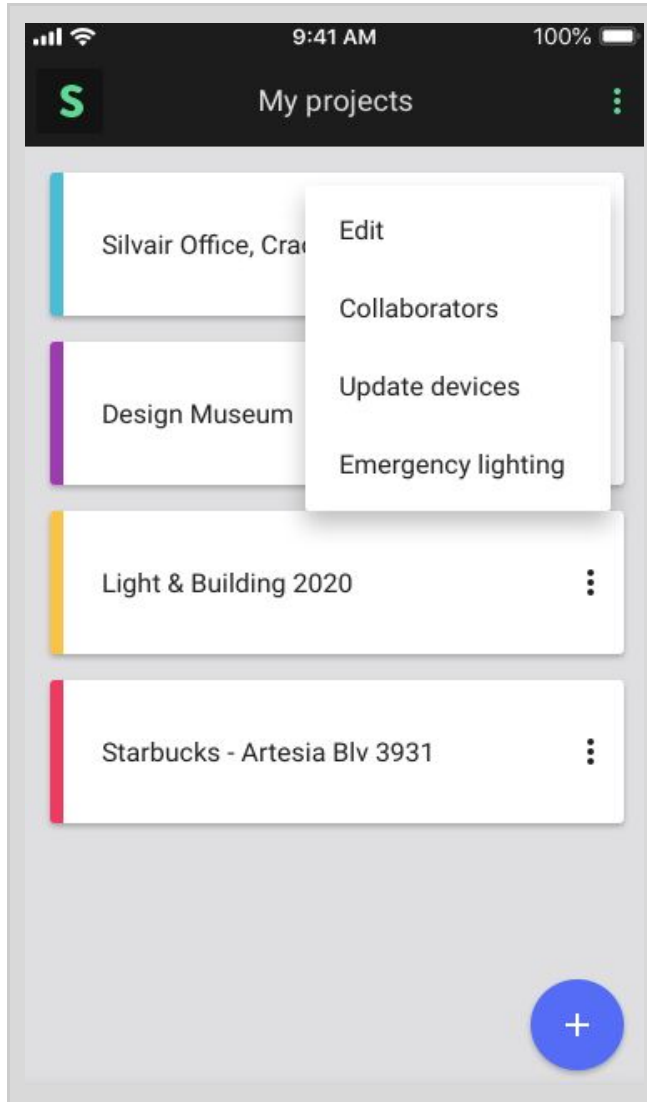 9:41 AM
100%
S
My projects
Silvair Office,
Edit
Collaborators
Design Museum
Update devices
Emergency lighting
Light & Building 2020
Starbucks - Artesia Blv 3931
+